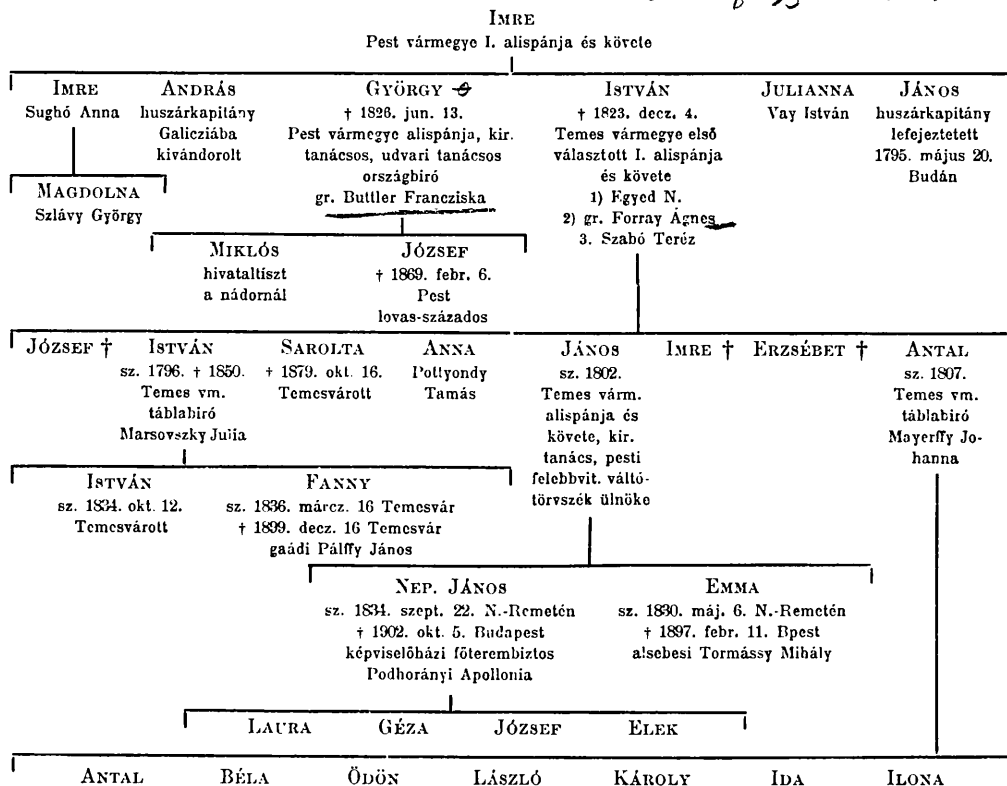 IMRE
Pest vármegye I. alispánja és követe
IMRE
Sughó Anna
ANDRÁS
huszárkapitány
Galicziába
kivándorolt
GYÖRGY
† 1826. jun. 13.
Pest vármegye alispánja, kir.
tanácsos, udvari tanácsos
országbiró
gr. Buttler Francziska
ISTVÁN
† 1823. decz. 4.
Temes vármegye első
választott I. alispánja
és követe
1) Egyed N.
2) gr. Forray Ágnes
3. Szabó Teréz
JULIANNA
Vay István
JÁNOS
huszárkapitány
lefejeztetett
1795. május 20.
Budán
MAGDOLNA
Szlávy György
MIKLÓS
hivataltiszt
a nádornál
JÓZSEF
† 1869. febr. 6.
Pest
lovas-százados
JÓZSEF †
ISTVÁN
sz. 1796. † 1850.
Temes vm.
táblabiró
Marsovszky Julia
SAROLTA
† 1879. okt. 16.
Temesvárott
ANNA
Pottyondy
Tamás
JÁNOS
sz. 1802.
Temes várm.
alispánja és
követe, kir.
tanács, pesti
felebbvit. váltó-
törvszék ülnöke
IMRE †
ERZSÉBET †
ANTAL
sz. 1807.
Temes vm.
táblabiró
Mayerffy Jo-
hanna
ISTVÁN
sz. 1834. okt. 12.
Temesvárott
FANNY
sz. 1836. márcz. 16 Temesvár
† 1899. decz. 16 Temesvár
gaádi Pálffy János
NEP. JÁNOS
sz. 1834. szept. 22. N.-Remetén
† 1902. okt. 5. Budapest
képviselőházi főterembiztos
Podhorányi Apollonia
EMMA
sz. 1830. máj. 6. N.-Remetén
† 1897. febr. 11. Bpest
alsebesi Tormássy Mihály
LAURA GÉZA JÓZSEF ELEK
ANTAL BÉLA ÖDÖN LÁSZLÓ KÁROLY IDA ILONA